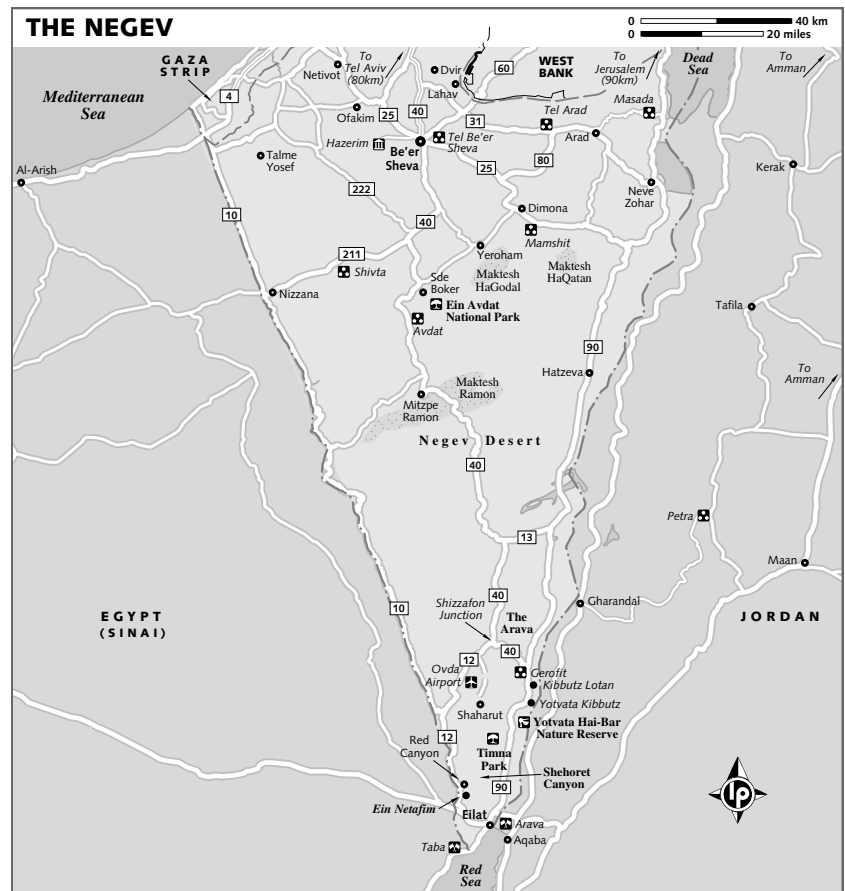 THE NEGEV
0 40 km
0 20 miles
GAZA
STRIP
To
Tel Aviv
(80km)
WEST
BANK
To
Jerusalem
(90km)
Dead
Sea
To
Amman
Netivot
Dvir
Lahav
60
Mediterranean
Sea
4
Ofakim
25
40
31
Tel Arad
Masada
Hazerim
Be'er
Sheva
Tel Be'er
Sheva
Arad
Talme
Yosef
25
80
Kerak
Al-Arish
222
Neve
Zohar
10
40
Dimona
Mamshit
211
Yeroham
Shivta
Maktesh
HaGodal
Maktesh
HaQatan
Nizzana
Sde
Boker
Ein Avdat
National Park
Avdat
Tafila
90
Hatzeva
To
Amman
Maktesh
Ramon
Mitzpe
Ramon
Negev Desert
40
Petra
13
Maan
10
40
Gharandal
EGYPT
(SINAI)
Shizzafon
Junction
The
Arava
JORDAN
12
40
Ovda
Airport
Gerofit
Kibbutz Lotan
Yotvata Kibbutz
Shaharut
Yotvata Hai-Bar
Nature Reserve
12
Red
Canyon
Timna
Park
Shehoret
Canyon
90
Ein Netafim
Eilat
Arava
Taba
Aqaba
Red
Sea
lp